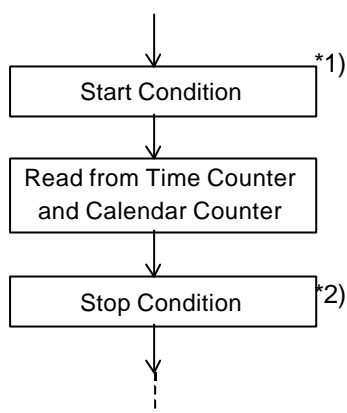 *1)
Start Condition
Read from Time Counter
and Calendar Counter
Stop Condition
*2)